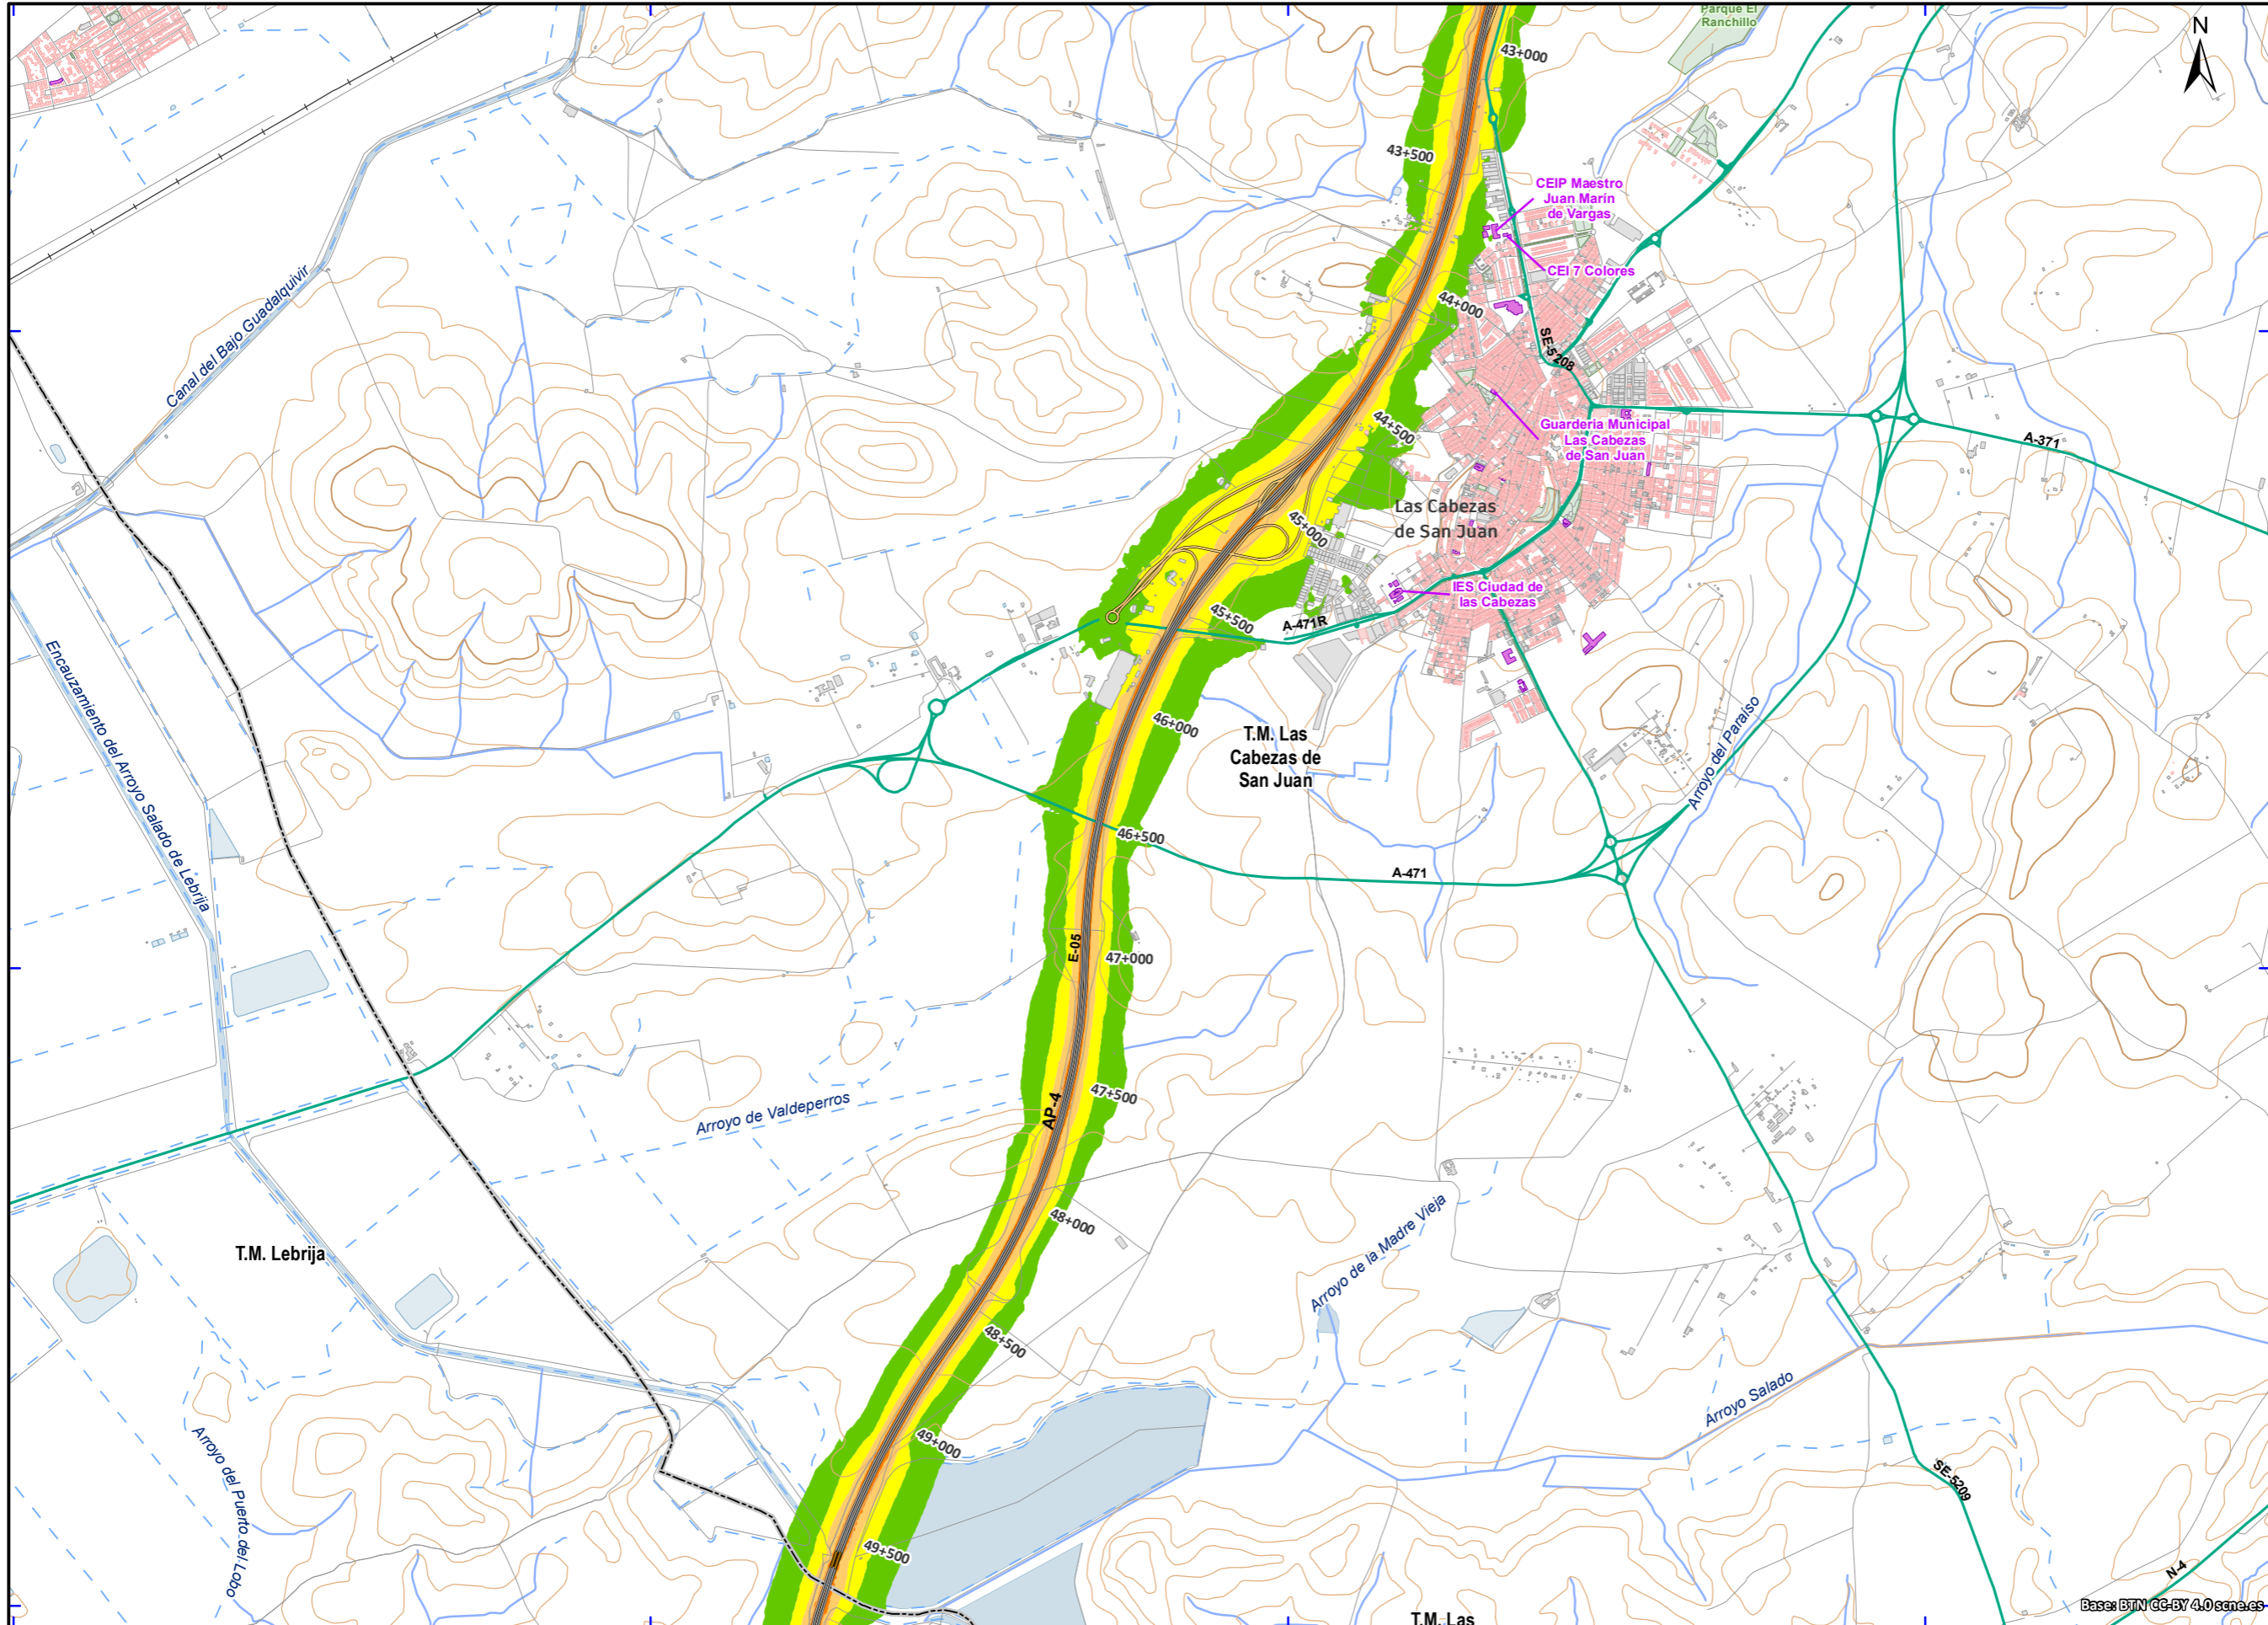 Parque El
Ranchillo
N
43+000
43+500
CEIP Maestro
Juan Marín
de Vargas
CEI 7 Colores
Canal del Bajo Guadalquivir
44+000
SE-5208
44+500
Guarderia Municipal
Las Cabezas
de San Juan
A-371
Las Cabezas
de San Juan
45+000
IES Ciudad de
las Cabezas
45+500
A-471R
Encauzamiento del Arroyo Salado de Lebrija
46+000
T.M. Las
Cabezas de
San Juan
Arroyo del Paraíso
46+500
A-471
E-05
47+000
47+500
AP-4
Arroyo de Valdeperros
48+000
T.M. Lebrija
Arroyo de la Madre Vieja
48+500
Arroyo Salado
49+000
Arroyo del Puerto del Lobo
SE-5209
49+500
N-4
Base: BTN CC-BY 4.0 scne.es
T.M. Las